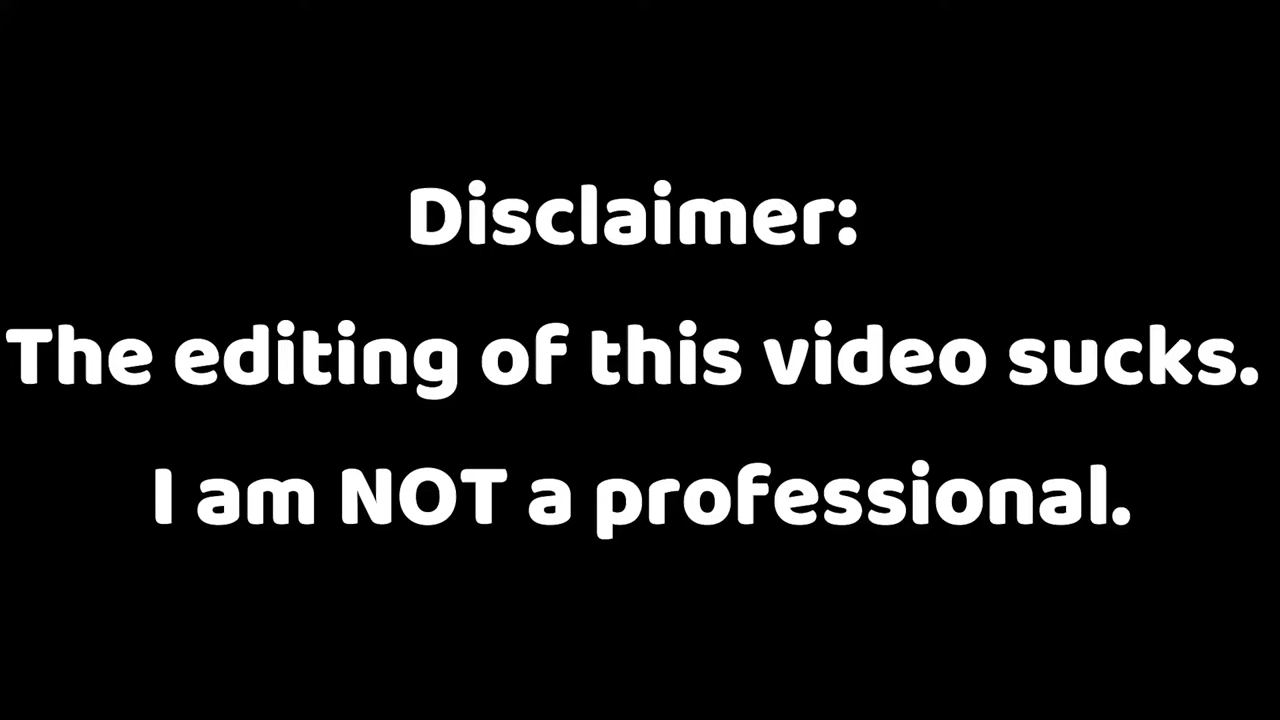 Disclaimer:
The editing of this video sucks.
I am NOT a professional.